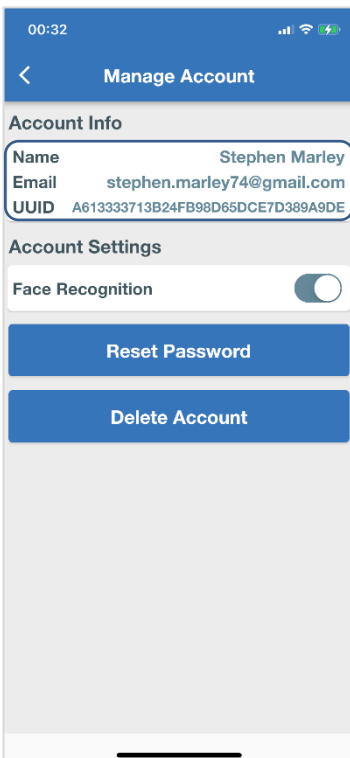 00:32
Manage Account
Account Info
Name Stephen Marley
Email stephen.marley74@gmail.com
UUID A613333713B24FB98D65DCE7D389A9DE
Account Settings
Face Recognition
Reset Password
Delete Account